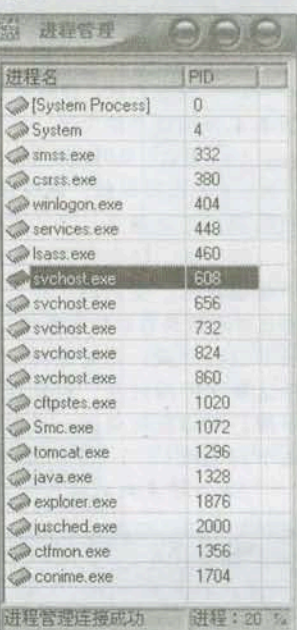 进程管理
进程名 PID
[System Process] 0
System 4
smss.exe 332
csrss.exe 380
winlogon.exe 404
services.exe 448
lsass.exe 460
svchost.exe 608
svchost.exe 656
svchost.exe 732
svchost.exe 824
svchost.exe 860
cftpstes.exe 1020
Smc.exe 1072
tomcat.exe 1296
java.exe 1328
explorer.exe 1876
jusched.exe 2000
ctfmon.exe 1356
conime.exe 1704
进程管理连接成功 进程：20